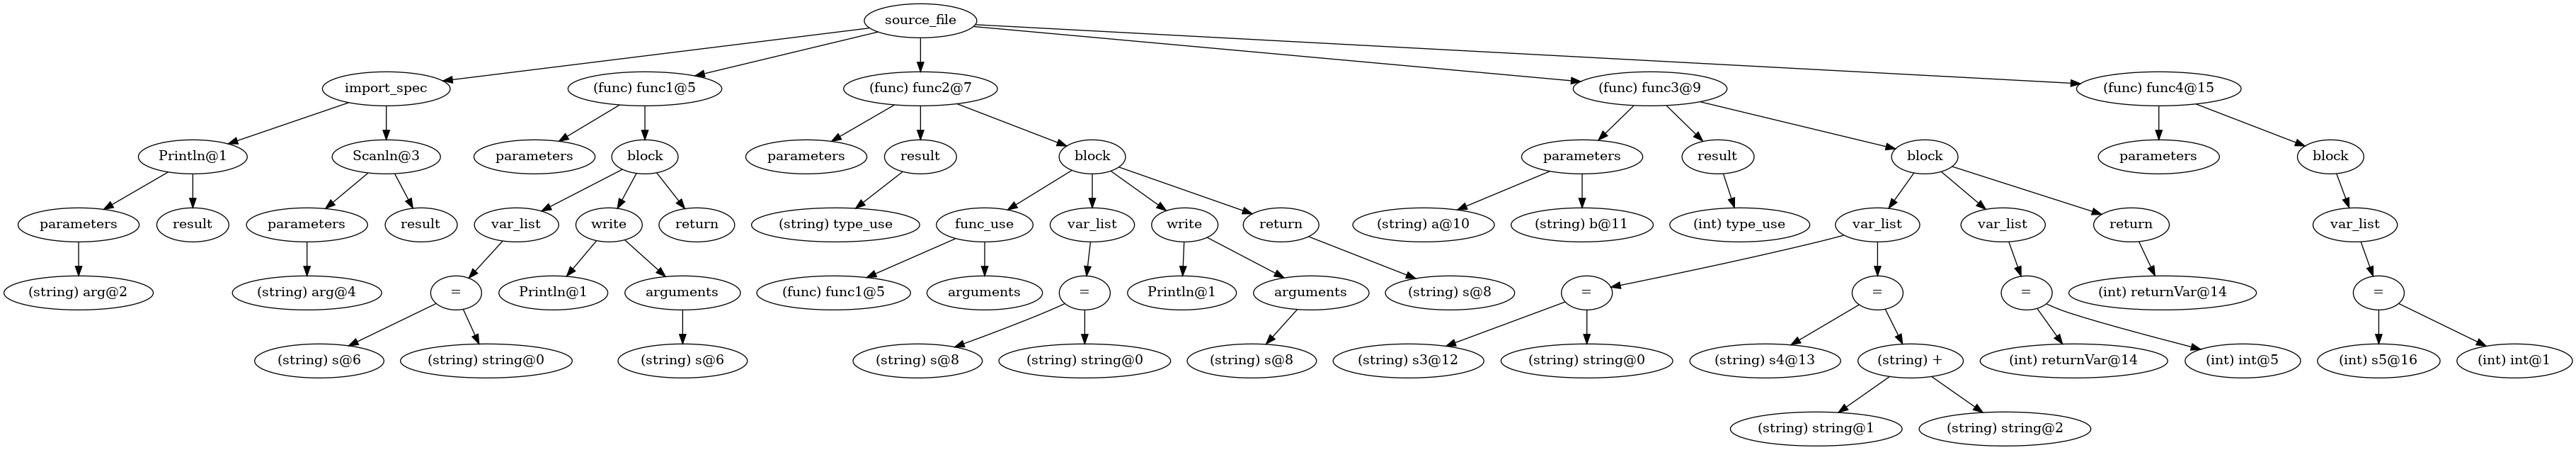 source_file
import_spec
(func) func1@5
(func) func2@7
(func) func3@9
(func) func4@15
Println@1
Scanln@3
parameters
block
parameters
result
block
parameters
result
block
parameters
block
parameters
result
parameters
result
var_list
write
return
(string) type_use
func_use
var_list
write
return
(string) a@10
(string) b@11
(int) type_use
var_list
var_list
return
var_list
(string) arg@2
(string) arg@4
=
Println@1
arguments
(func) func1@5
arguments
=
Println@1
arguments
(string) s@8
=
=
=
(int) returnVar@14
=
(string) s@6
(string) string@0
(string) s@6
(string) s@8
(string) string@0
(string) s@8
(string) s3@12
(string) string@0
(string) s4@13
(string) +
(int) returnVar@14
(int) int@5
(int) s5@16
(int) int@1
(string) string@1
(string) string@2